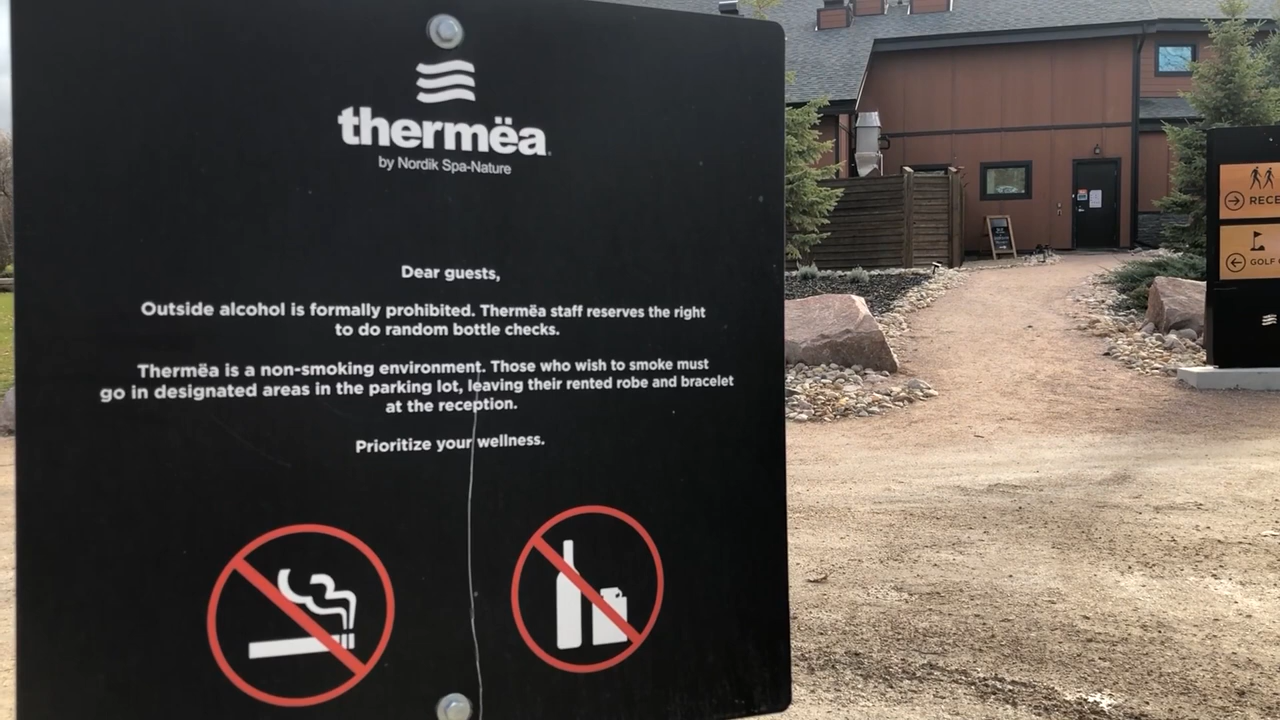 thermëa
by Nordik Spa-Nature
Dear guests,
Outside alcohol is formally prohibited. Thermëa staff reserves the right
to do random bottle checks.
Thermëa is a non-smoking environment. Those who wish to smoke must
go in designated areas in the parking lot, leaving their rented robe and bracelet
at the reception.
Prioritize your wellness.
RECE
GOLF